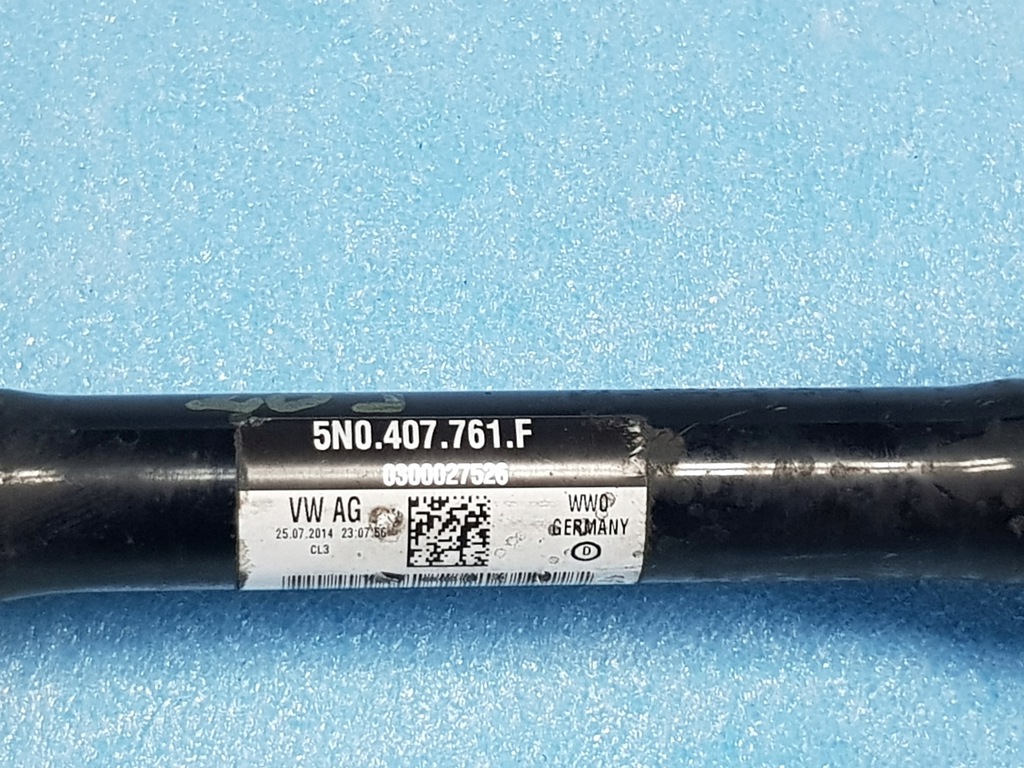 5N0.407.761.F
0300027526
VW AG
25.07.2014 23:07:56
CL3
WWO
GERMANY
D